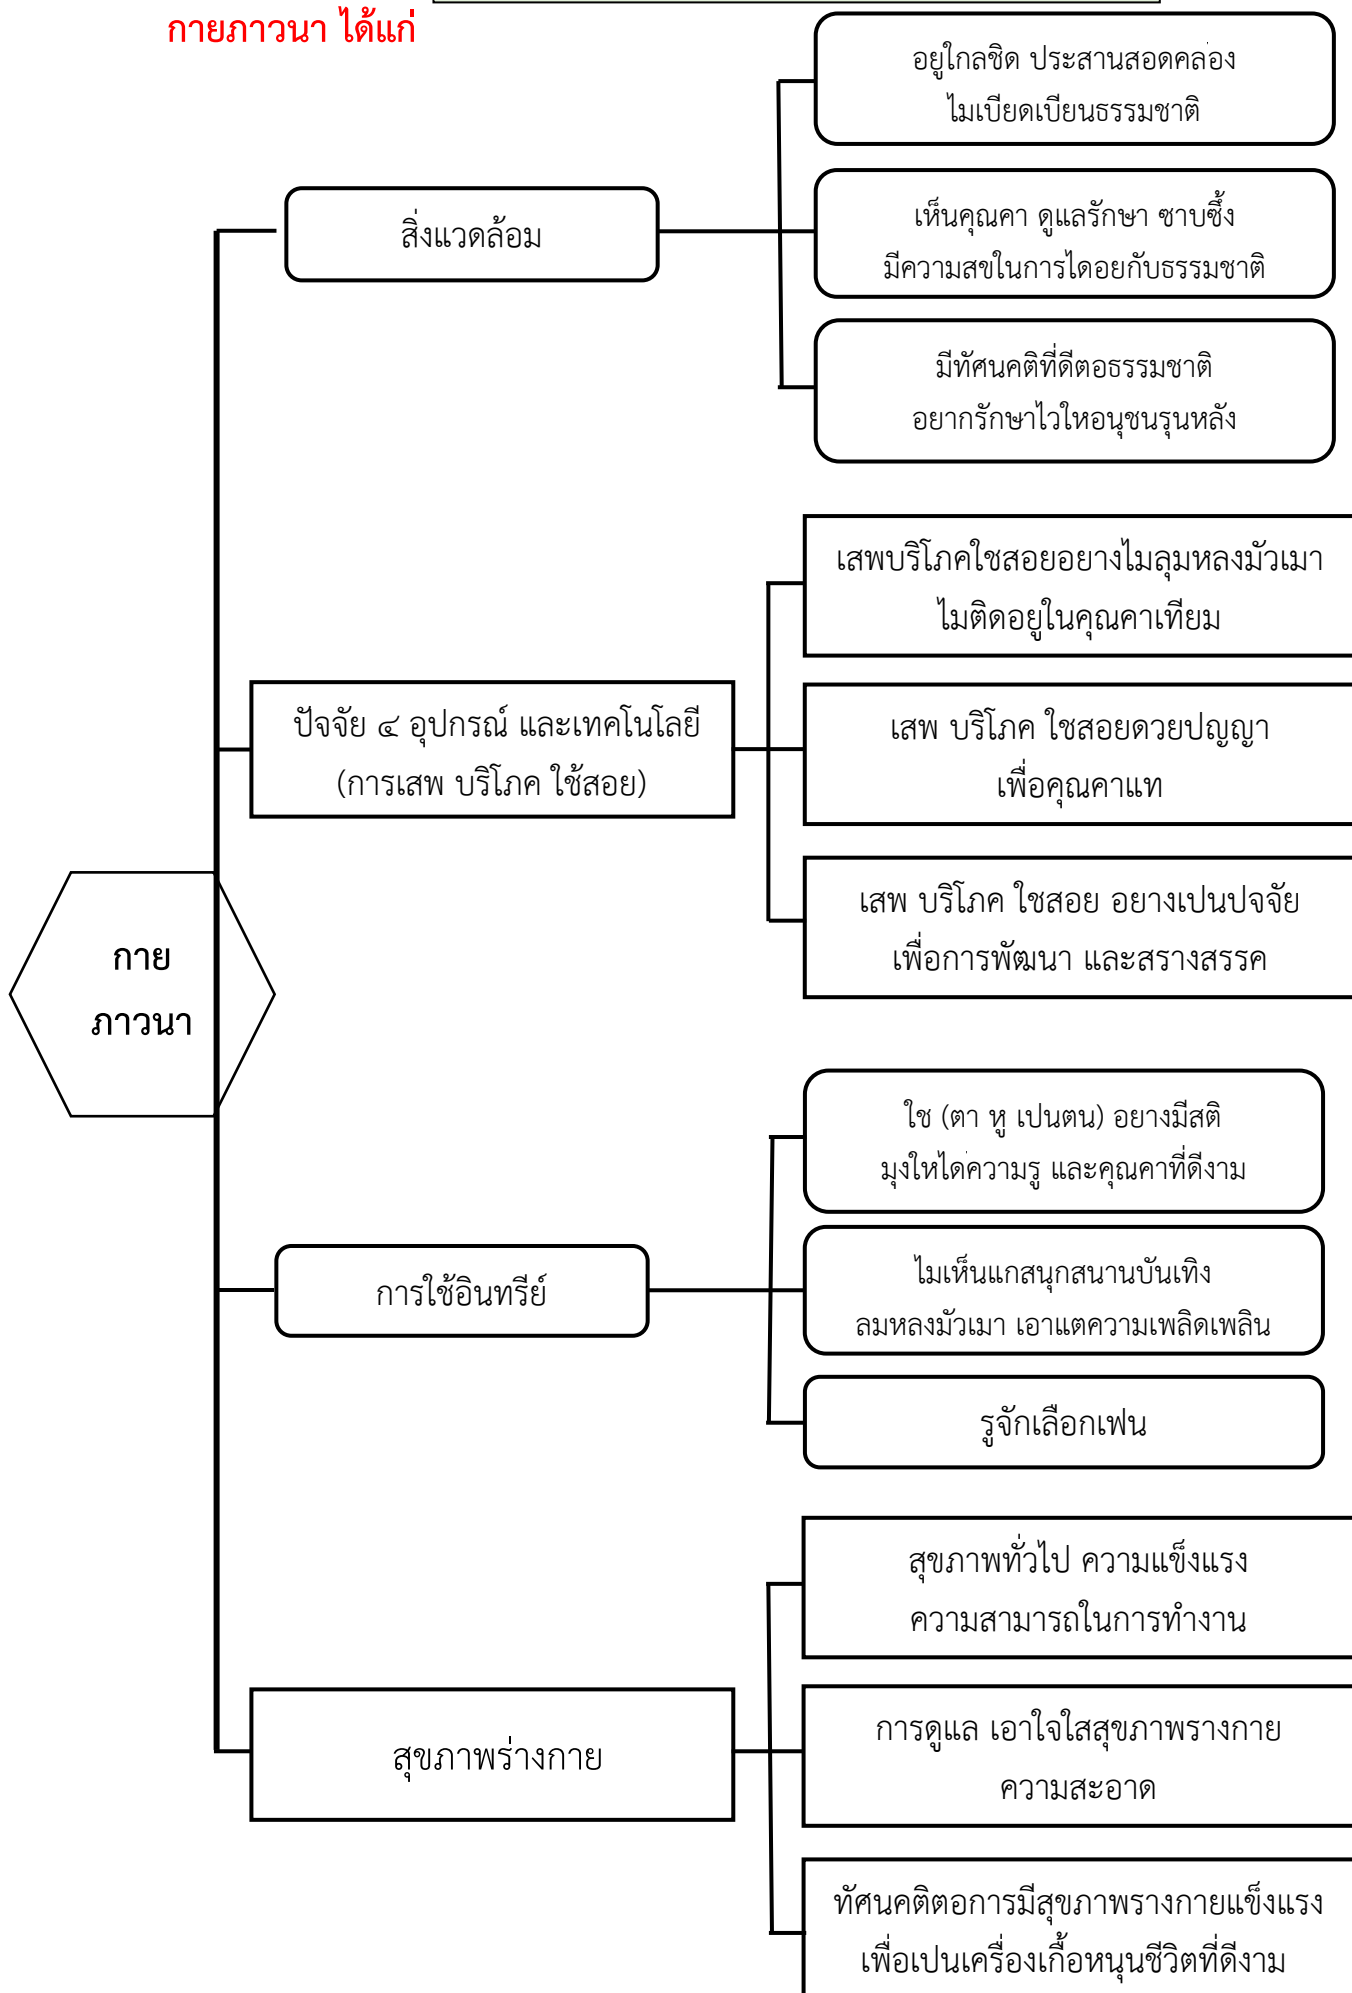 กายภาวนา ได้แก่
อยูใกลชิด ประสานสอดคล่อง
ไมเบียดเบียนธรรมชาติ
สิ่งแวดล้อม
เห็นคุณคา ดูแลรักษา ซาบซึ้ง
มีความสขในการไดอยกับธรรมชาติ
มีทัศนคติที่ดีตอธรรมชาติ
อยากรักษาไวใหอนุชนรุนหลัง
เสพบริโภคใชสอยอยางไมลุมหลงมัวเมา
ไมติดอยูในคุณคาเทียม
ปัจจัย ๔ อุปกรณ์ และเทคโนโลยี
(การเสพ บริโภค ใช้สอย)
เสพ บริโภค ใชสอยดวยปญญา
เพื่อคุณคาแท
เสพ บริโภค ใชสอย อยางเปนปจจัย
เพื่อการพัฒนา และสรางสรรค
กาย
ภาวนา
ใช (ตา หู เปนตน) อยางมีสติ
มุงใหได่ความรู และคุณคาที่ดีงาม
การใช้อินทรีย์
ไมเห็นแกสนุกสนานบันเทิง
ลมหลงมัวเมา เอาแตความเพลิดเพลิน
รูจักเลือกเฟน
สุขภาพทั่วไป ความแข็งแรง
ความสามารถในการทำงาน
สุขภาพร่างกาย
การดูแล เอาใจใสสุขภาพรางกาย
ความสะอาด
ทัศนคติตอการมีสุขภาพรางกายแข็งแรง
เพื่อเปนเครื่องเกื้อหนุนชีวิตที่ดีงาม